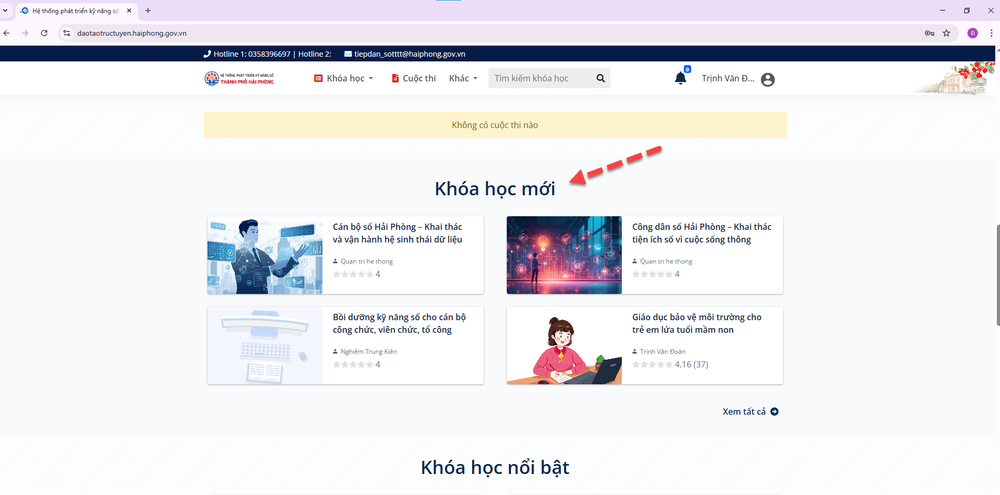 Hệ thống phát triển kỹ năng số
daotaotructuyen.haiphong.gov.vn
Đ
Hotline 1: 0358396697 | Hotline 2:
tiepdan_sotttt@haiphong.gov.vn
HỆ THỐNG PHÁT TRIỂN KỸ NĂNG SỐ
THÀNH PHỐ HẢI PHÒNG
Khóa học
Cuộc thi
Khác
Tìm kiếm khóa học
0
Trịnh Văn Đ...
Không có cuộc thi nào
Khóa học mới
Cán bộ số Hải Phòng – Khai thác
và vận hành hệ sinh thái dữ liệu
Quan tri he thong
4
Công dân số Hải Phòng – Khai thác
tiện ích số vì cuộc sống thông
Quan tri he thong
4
Bồi dưỡng kỹ năng số cho cán bộ
công chức, viên chức, tổ công
Nghiêm Trung Kiên
4
Giáo dục bảo vệ môi trường cho
trẻ em lứa tuổi mầm non
Trịnh Văn Đoàn
4.16 (37)
Xem tất cả
Khóa học nổi bật